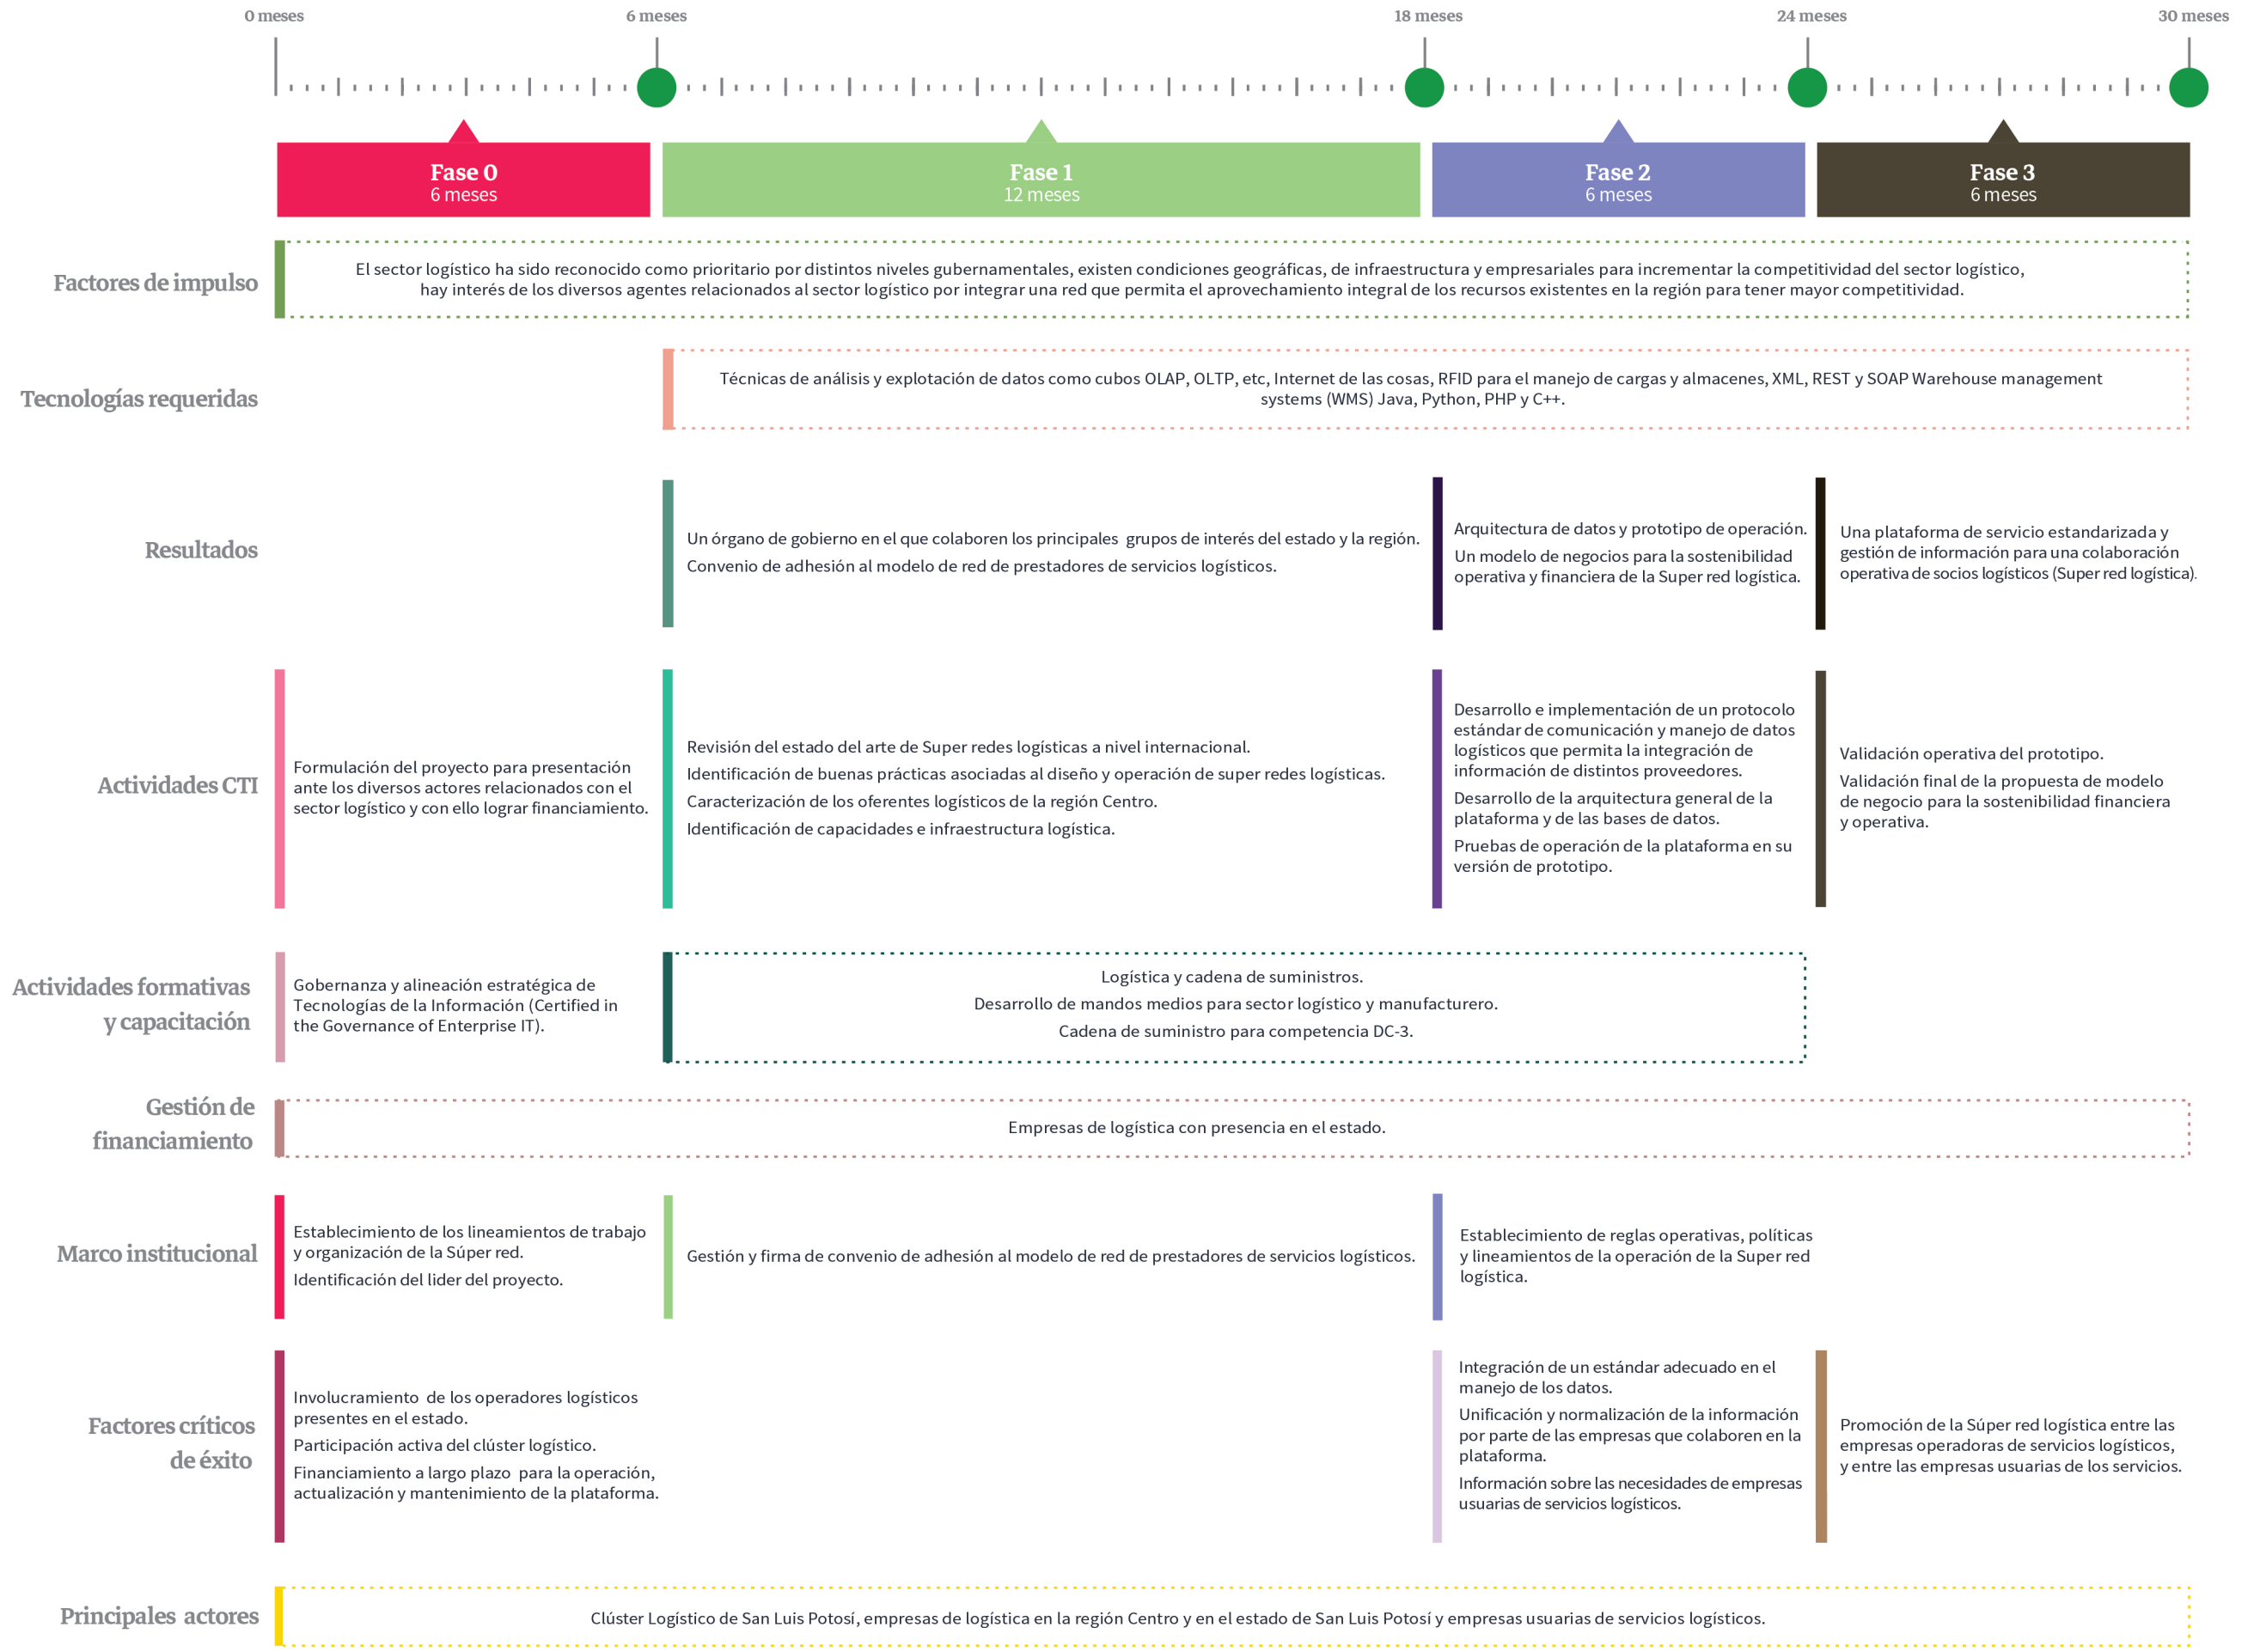 0 meses
6 meses
18 meses
24 meses
30 meses
Fase 0
6 meses
Fase 1
12 meses
Fase 2
6 meses
Fase 3
6 meses
Factores de impulso
El sector logístico ha sido reconocido como prioritario por distintos niveles gubernamentales, existen condiciones geográficas, de infraestructura y empresariales para incrementar la competitividad del sector logístico,
hay interés de los diversos agentes relacionados al sector logístico por integrar una red que permita el aprovechamiento integral de los recursos existentes en la región para tener mayor competitividad.
Tecnologías requeridas
Técnicas de análisis y explotación de datos como cubos OLAP, OLTP, etc, Internet de las cosas, RFID para el manejo de cargas y almacenes, XML, REST y SOAP Warehouse management
systems (WMS) Java, Python, PHP y C++.
Resultados
Un órgano de gobierno en el que colaboren los principales grupos de interés del estado y la región.
Convenio de adhesión al modelo de red de prestadores de servicios logísticos.
Arquitectura de datos y prototipo de operación.
Un modelo de negocios para la sostenibilidad
operativa y financiera de la Super red logística.
Una plataforma de servicio estandarizada y
gestión de información para una colaboración
operativa de socios logísticos (Super red logística).
Actividades CTI
Formulación del proyecto para presentación
ante los diversos actores relacionados con el
sector logístico y con ello lograr financiamiento.
Revisión del estado del arte de Super redes logísticas a nivel internacional.
Identificación de buenas prácticas asociadas al diseño y operación de super redes logísticas.
Caracterización de los oferentes logísticos de la región Centro.
Identificación de capacidades e infraestructura logística.
Desarrollo e implementación de un protocolo
estándar de comunicación y manejo de datos
logísticos que permita la integración de
información de distintos proveedores.
Desarrollo de la arquitectura general de la
plataforma y de las bases de datos.
Pruebas de operación de la plataforma en su
versión de prototipo.
Validación operativa del prototipo.
Validación final de la propuesta de modelo
de negocio para la sostenibilidad financiera
y operativa.
Actividades formativas
y capacitación
Gobernanza y alineación estratégica de
Tecnologías de la Información (Certified in
the Governance of Enterprise IT).
Logística y cadena de suministros.
Desarrollo de mandos medios para sector logístico y manufacturero.
Cadena de suministro para competencia DC-3.
Gestión de
financiamiento
Empresas de logística con presencia en el estado.
Marco institucional
Establecimiento de los lineamientos de trabajo
y organización de la Súper red.
Identificación del lider del proyecto.
Gestión y firma de convenio de adhesión al modelo de red de prestadores de servicios logísticos.
Establecimiento de reglas operativas, políticas
y lineamientos de la operación de la Super red
logística.
Factores críticos
de éxito
Involucramiento de los operadores logísticos
presentes en el estado.
Participación activa del clúster logístico.
Financiamiento a largo plazo para la operación,
actualización y mantenimiento de la plataforma.
Integración de un estándar adecuado en el
manejo de los datos.
Unificación y normalización de la información
por parte de las empresas que colaboren en la
plataforma.
Información sobre las necesidades de empresas
usuarias de servicios logísticos.
Promoción de la Súper red logística entre las
empresas operadoras de servicios logísticos,
y entre las empresas usuarias de los servicios.
Principales actores
Clúster Logístico de San Luis Potosí, empresas de logística en la región Centro y en el estado de San Luis Potosí y empresas usuarias de servicios logísticos.